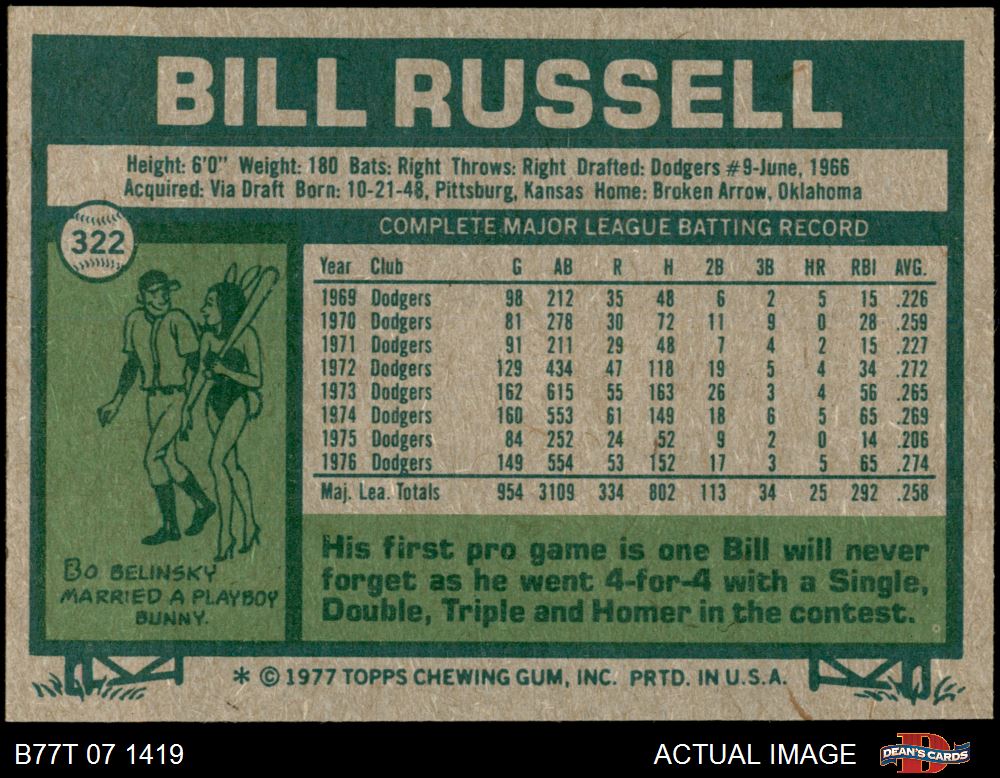 BILL RUSSELL
Height: 6'0" Weight: 180 Bats: Right Throws: Right Drafted: Dodgers #9-June, 1966
Acquired: Via Draft Born: 10-21-48, Pittsburg, Kansas Home: Broken Arrow, Oklahoma
322
COMPLETE MAJOR LEAGUE BATTING RECORD
Year Club G AB R H 2B 3B HR RBI AVG.
1969 Dodgers 98 212 35 48 6 2 5 15 .226
1970 Dodgers 81 278 30 72 11 9 0 28 .259
1971 Dodgers 91 211 29 48 7 4 2 15 .227
1972 Dodgers 129 434 47 118 19 5 4 34 .272
1973 Dodgers 162 615 55 163 26 3 4 56 .265
1974 Dodgers 160 553 61 149 18 6 5 65 .269
1975 Dodgers 84 252 24 52 9 2 0 14 .206
1976 Dodgers 149 554 53 152 17 3 5 65 .274
Maj. Lea. Totals 954 3109 334 802 113 34 25 292 .258
BO BELINSKY
MARRIED A PLAYBOY
BUNNY.
His first pro game is one Bill will never
forget as he went 4-for-4 with a Single,
Double, Triple and Homer in the contest.
* © 1977 TOPPS CHEWING GUM, INC. PRTD. IN U.S.A.
B77T 07 1419
ACTUAL IMAGE
DEAN'S CARDS